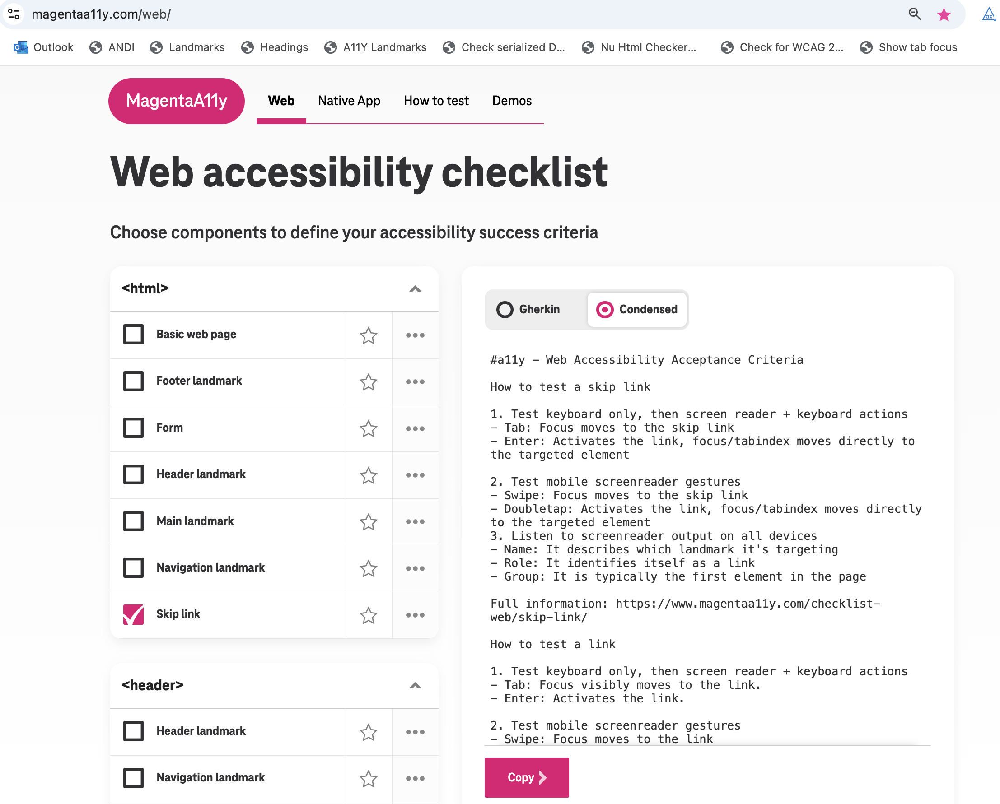 magentaa11y.com/web/
Outlook
ANDI
Landmarks
Headings
A11Y Landmarks
Check serialized D...
Nu Html Checker...
Check for WCAG 2...
Show tab focus
MagentaA11y
Web
Native App
How to test
Demos
Web accessibility checklist
Choose components to define your accessibility success criteria
<html>
Basic web page
Footer landmark
Form
Header landmark
Main landmark
Navigation landmark
Skip link
<header>
Header landmark
Navigation landmark
Gherkin
Condensed
#a11y – Web Accessibility Acceptance Criteria
How to test a skip link
1. Test keyboard only, then screen reader + keyboard actions
– Tab: Focus moves to the skip link
– Enter: Activates the link, focus/tabindex moves directly to
the targeted element
2. Test mobile screenreader gestures
– Swipe: Focus moves to the skip link
– Doubletap: Activates the link, focus/tabindex moves directly
to the targeted element
3. Listen to screenreader output on all devices
– Name: It describes which landmark it's targeting
– Role: It identifies itself as a link
– Group: It is typically the first element in the page
Full information: https://www.magentaa11y.com/checklist-
web/skip-link/
How to test a link
1. Test keyboard only, then screen reader + keyboard actions
– Tab: Focus visibly moves to the link.
– Enter: Activates the link.
2. Test mobile screenreader gestures
– Swipe: Focus moves to the link
Copy
ax